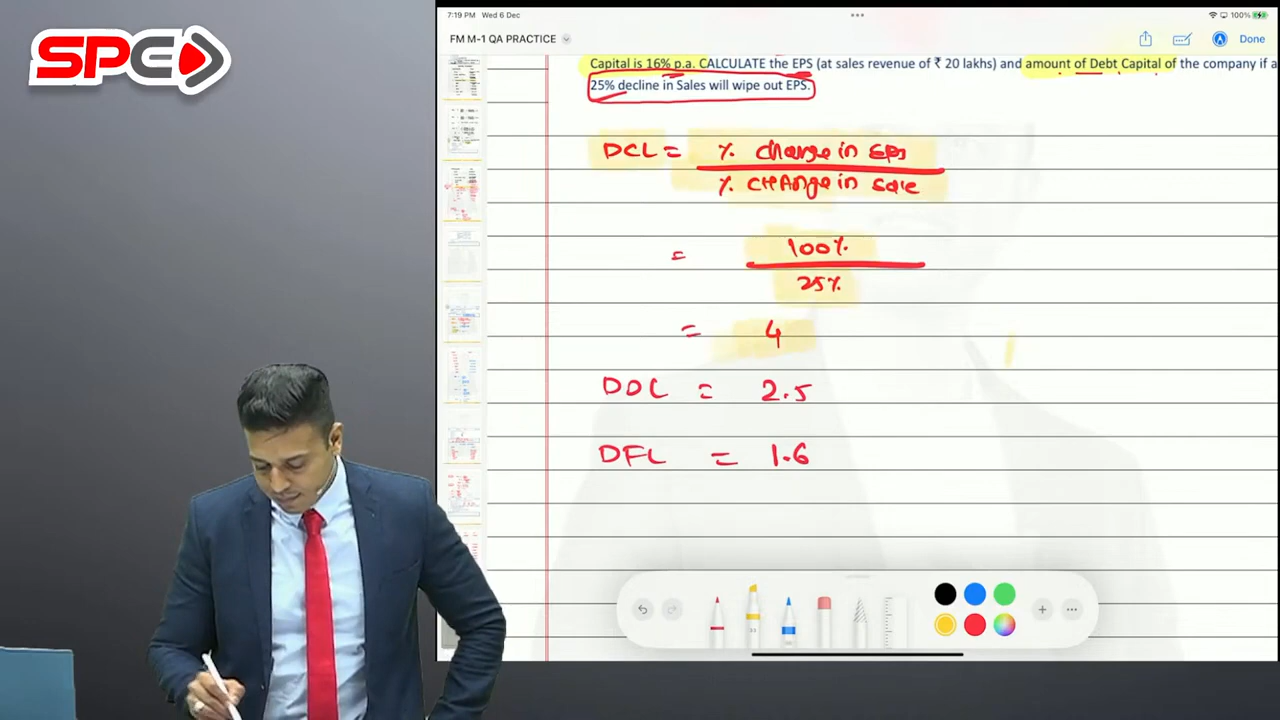 SPC
7:19 PM Wed 6 Dec
100%
FM M-1 QA PRACTICE
Done
Capital is 16% p.a. CALCULATE the EPS (at sales revenue of ₹ 20 lakhs) and amount of Debt Capital of the company if a
25% decline in Sales will wipe out EPS.
DCL = % change in EPS
% CHAnge in sale
= 100%
25%
= 4
DOL = 2.5
DFL = 1.6